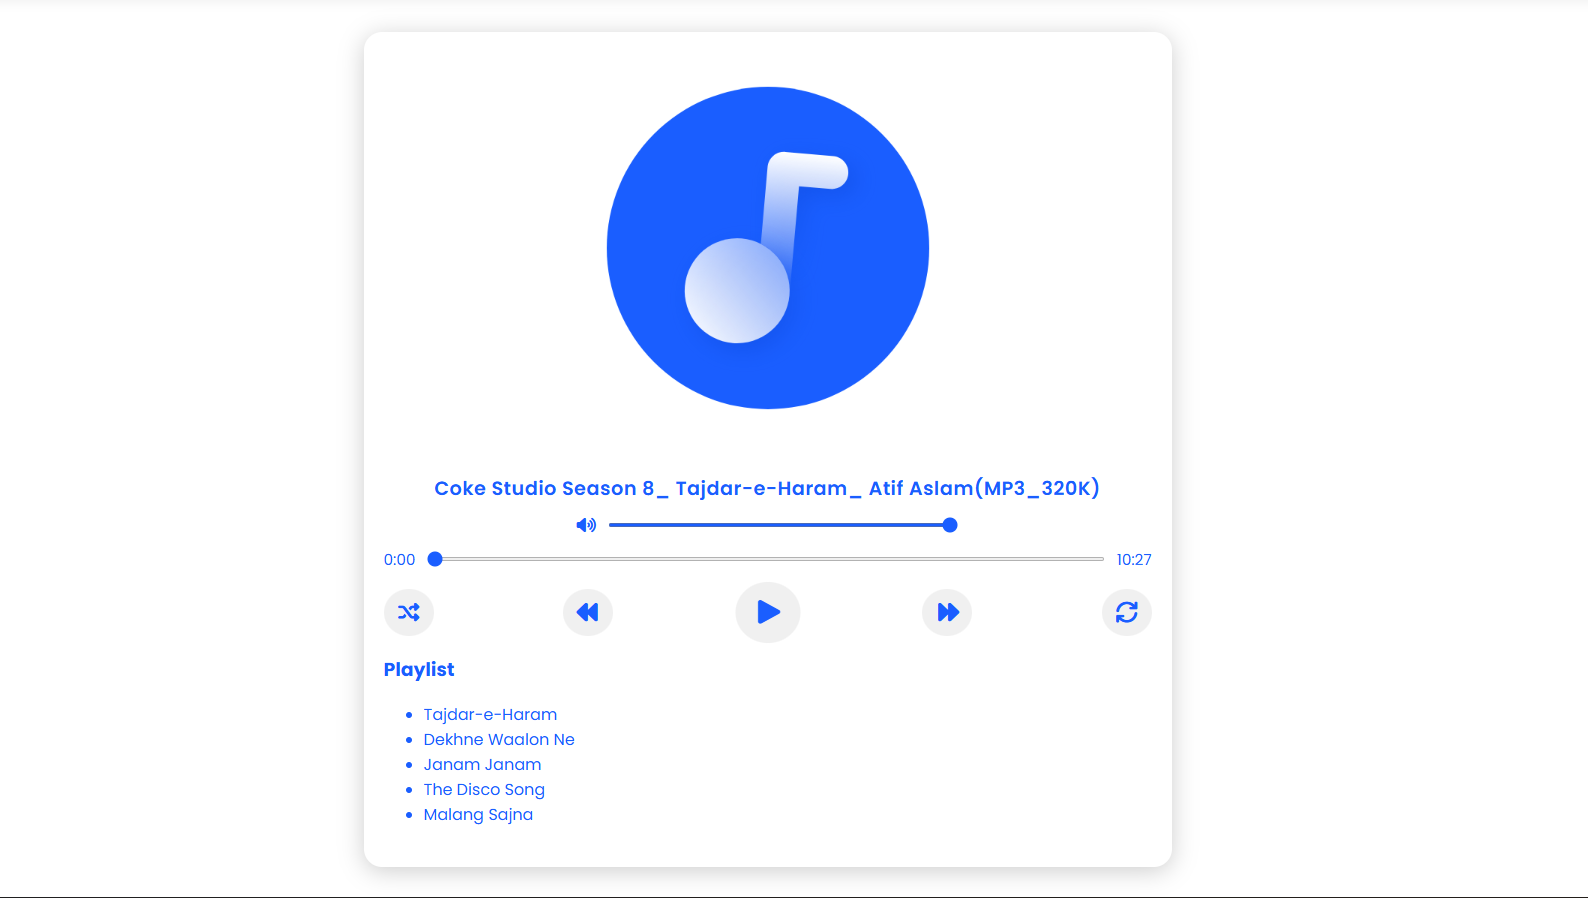 Coke Studio Season 8_ Tajdar-e-Haram_ Atif Aslam(MP3_320K)
0:00 10:27
Playlist
Tajdar-e-Haram
Dekhne Waalon Ne
Janam Janam
The Disco Song
Malang Sajna